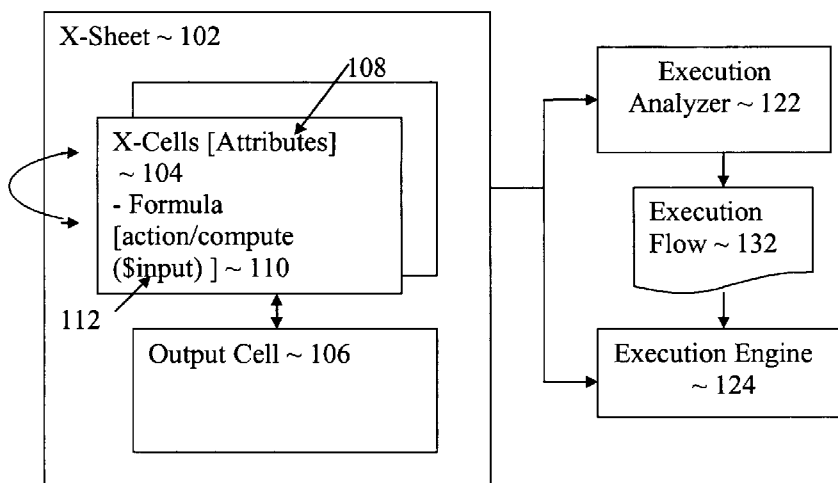 X-Sheet ~ 102
108
X-Cells [Attributes]
~ 104
- Formula
[action/compute
($input) ] ~ 110
112
Output Cell ~ 106
Execution
Analyzer ~ 122
Execution
Flow ~ 132
Execution Engine
~ 124